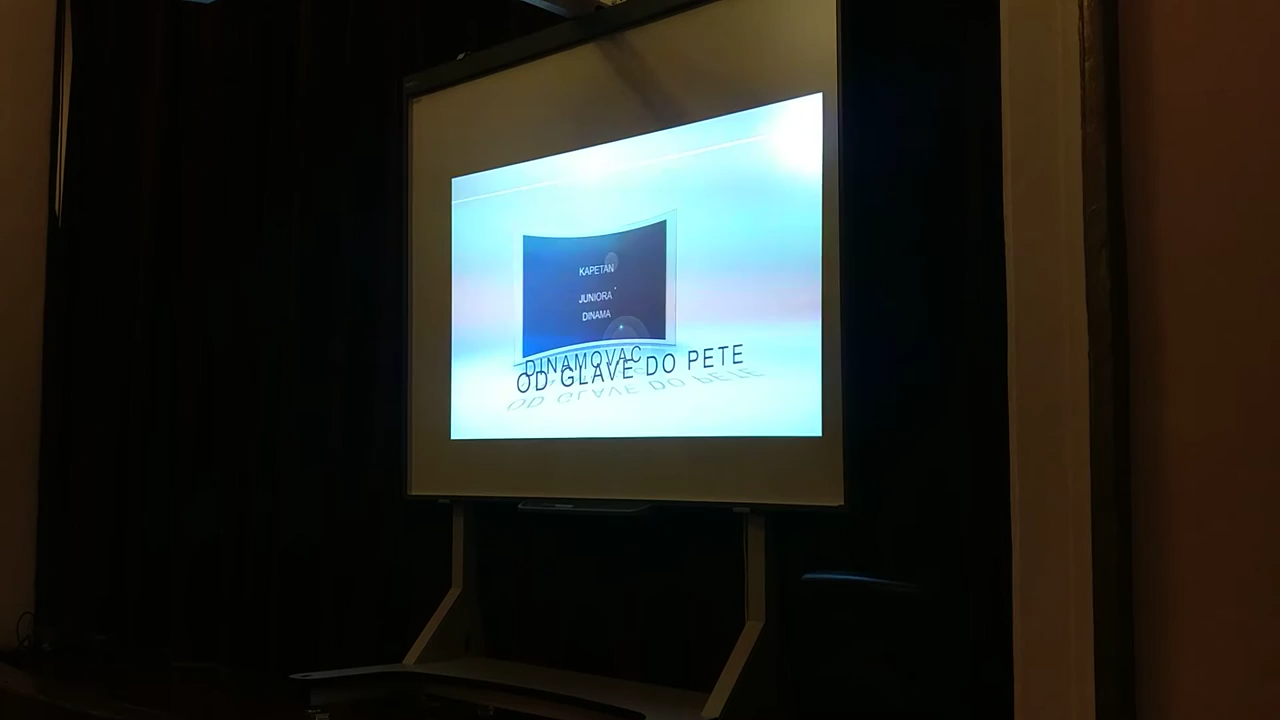 KAPETAN
JUNIORA
DINAMA
DINAMOVAC
OD GLAVE DO PETE